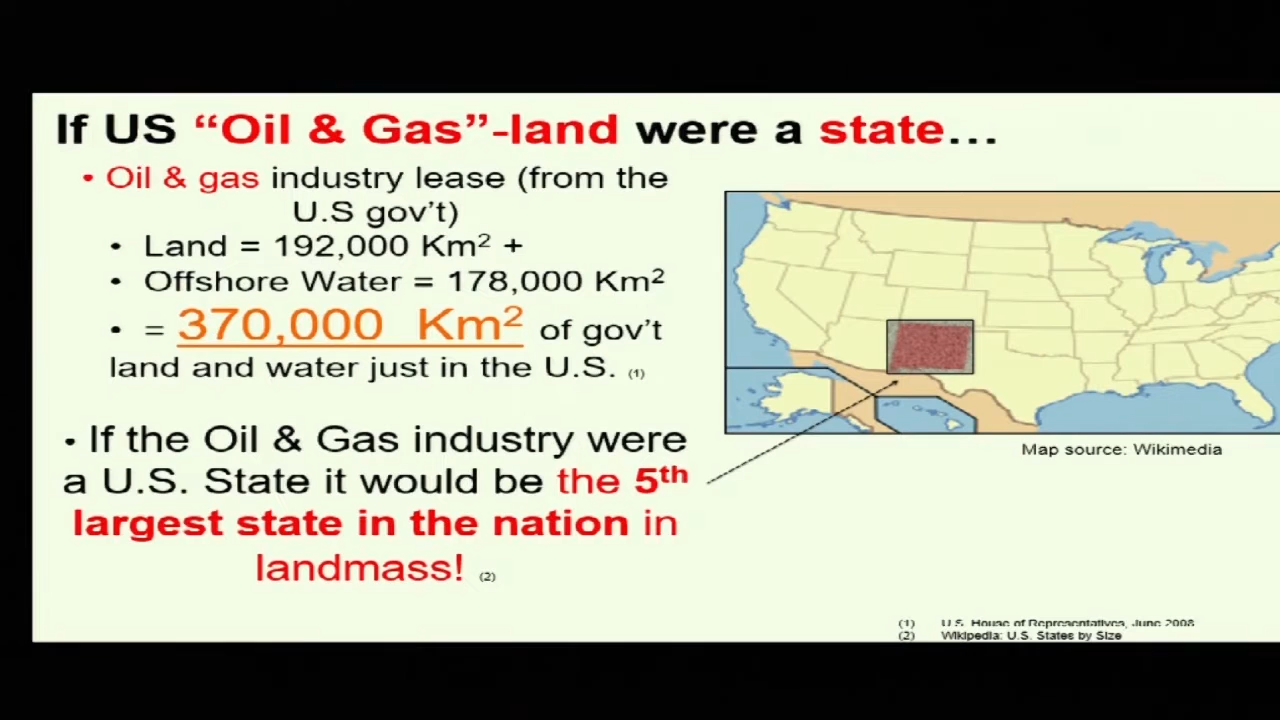 If US “Oil & Gas”-land were a state...
• Oil & gas industry lease (from the
U.S gov’t)
• Land = 192,000 Km² +
• Offshore Water = 178,000 Km²
• = 370,000 Km² of gov’t
land and water just in the U.S. (1)
• If the Oil & Gas industry were
a U.S. State it would be the 5th
largest state in the nation in
landmass! (2)
Map source: Wikimedia
(1) U.S. House of Representatives, June 2008
(2) Wikipedia: U.S. States by Size